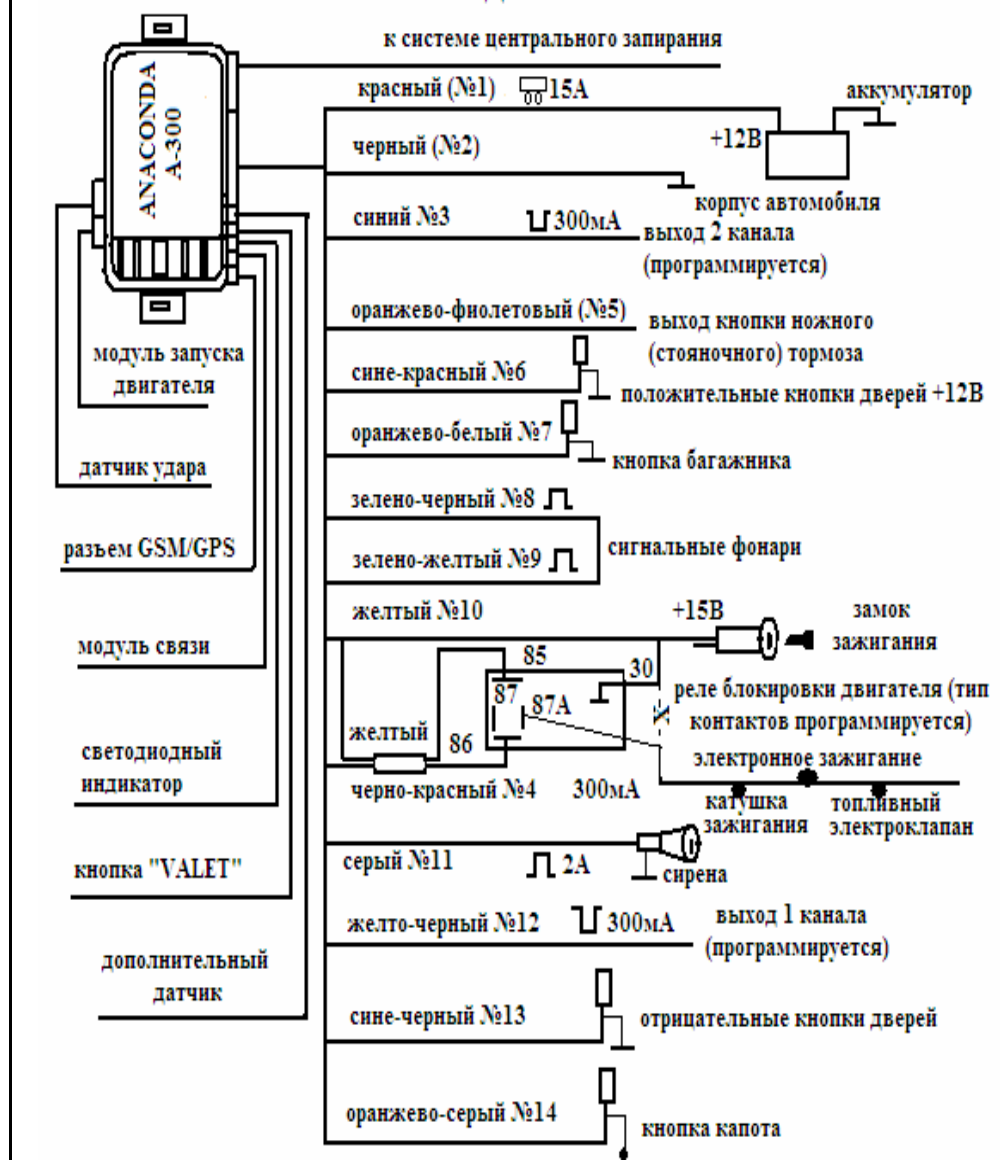 к системе центрального запирания
ANACONDA
A-300
красный (№1) 15А
аккумулятор
+12В
черный (№2)
корпус автомобиля
синий №3 300мА
выход 2 канала
(программируется)
оранжево-фиолетовый (№5)
выход кнопки ножного
(стояночного) тормоза
модуль запуска
двигателя
сине-красный №6
положительные кнопки дверей +12В
оранжево-белый №7
кнопка багажника
датчик удара
зелено-черный №8
разъем GSM/GPS
зелено-желтый №9
сигнальные фонари
желтый №10
+15В
замок
зажигания
модуль связи
85
30
87
87А
реле блокировки двигателя (тип
контактов программируется)
X
желтый
86
светодиодный
индикатор
электронное зажигание
черно-красный №4 300мА
катушка
зажигания
топливный
электроклапан
серый №11 2А
сирена
кнопка "VALET"
желто-черный №12 300мА
выход 1 канала
(программируется)
дополнительный
датчик
сине-черный №13
отрицательные кнопки дверей
оранжево-серый №14
кнопка капота